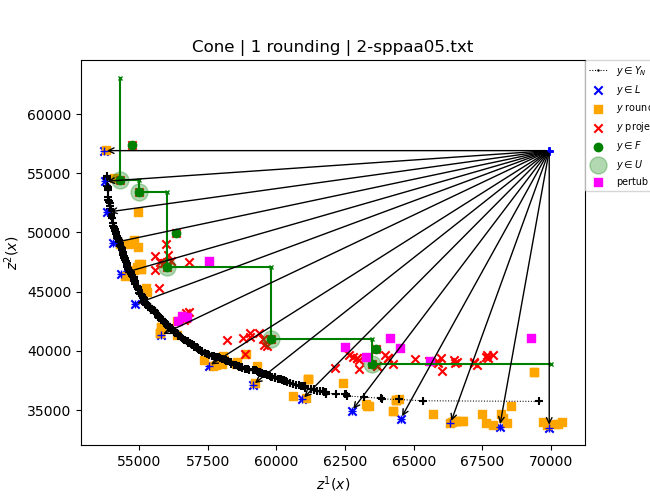 Cone | 1 rounding | 2-sppaa05.txt
60000
55000
50000
45000
40000
35000
z²(x)
55000
57500
60000
62500
65000
67500
70000
z¹(x)
y ∈ Y_N
y ∈ L
y roun
y proje
y ∈ F
y ∈ U
pertub